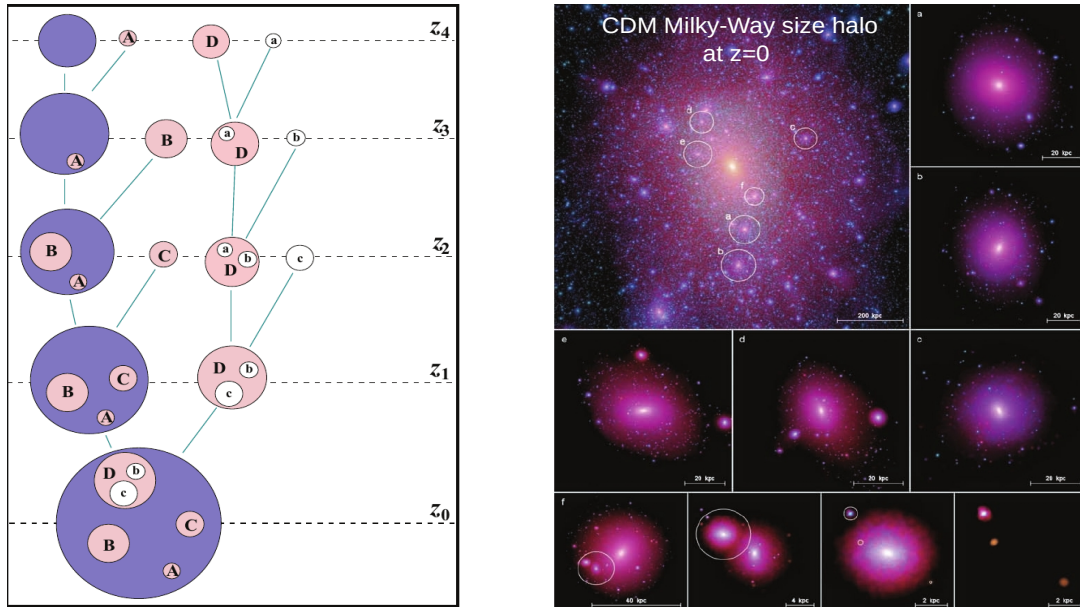 A D a z4
a
B D b z3
A
a
B C D b c z2
A
D b
C z1
B c
A
D b
c
C z0
B
A
CDM Milky-Way size halo
at z=0
d
e
c
f
a
b
200 kpc
a
20 kpc
b
20 kpc
e
20 kpc
d
20 kpc
c
20 kpc
f
40 kpc
4 kpc
2 kpc
2 kpc